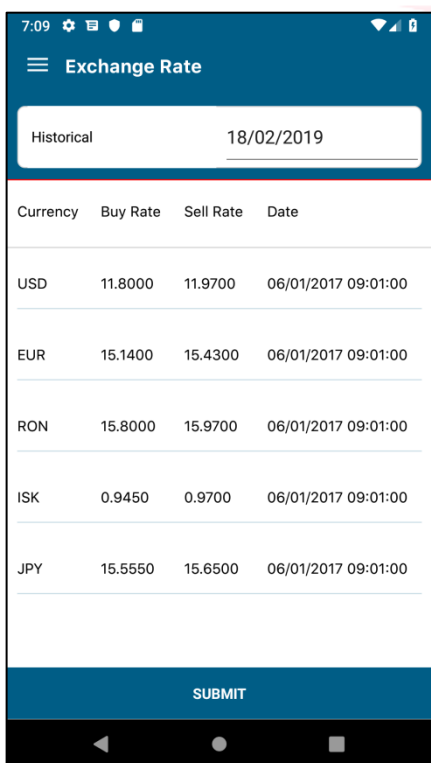 7:09
Exchange Rate
Historical 18/02/2019
Currency Buy Rate Sell Rate Date
USD 11.8000 11.9700 06/01/2017 09:01:00
EUR 15.1400 15.4300 06/01/2017 09:01:00
RON 15.8000 15.9700 06/01/2017 09:01:00
ISK 0.9450 0.9700 06/01/2017 09:01:00
JPY 15.5550 15.6500 06/01/2017 09:01:00
SUBMIT